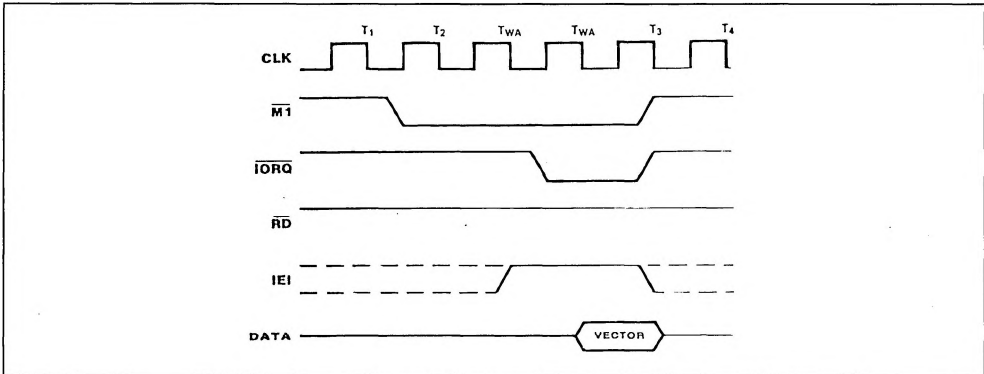 T1 T2 TWA TWA T3 T4
CLK
M1
IORQ
RD
IEI
DATA
VECTOR